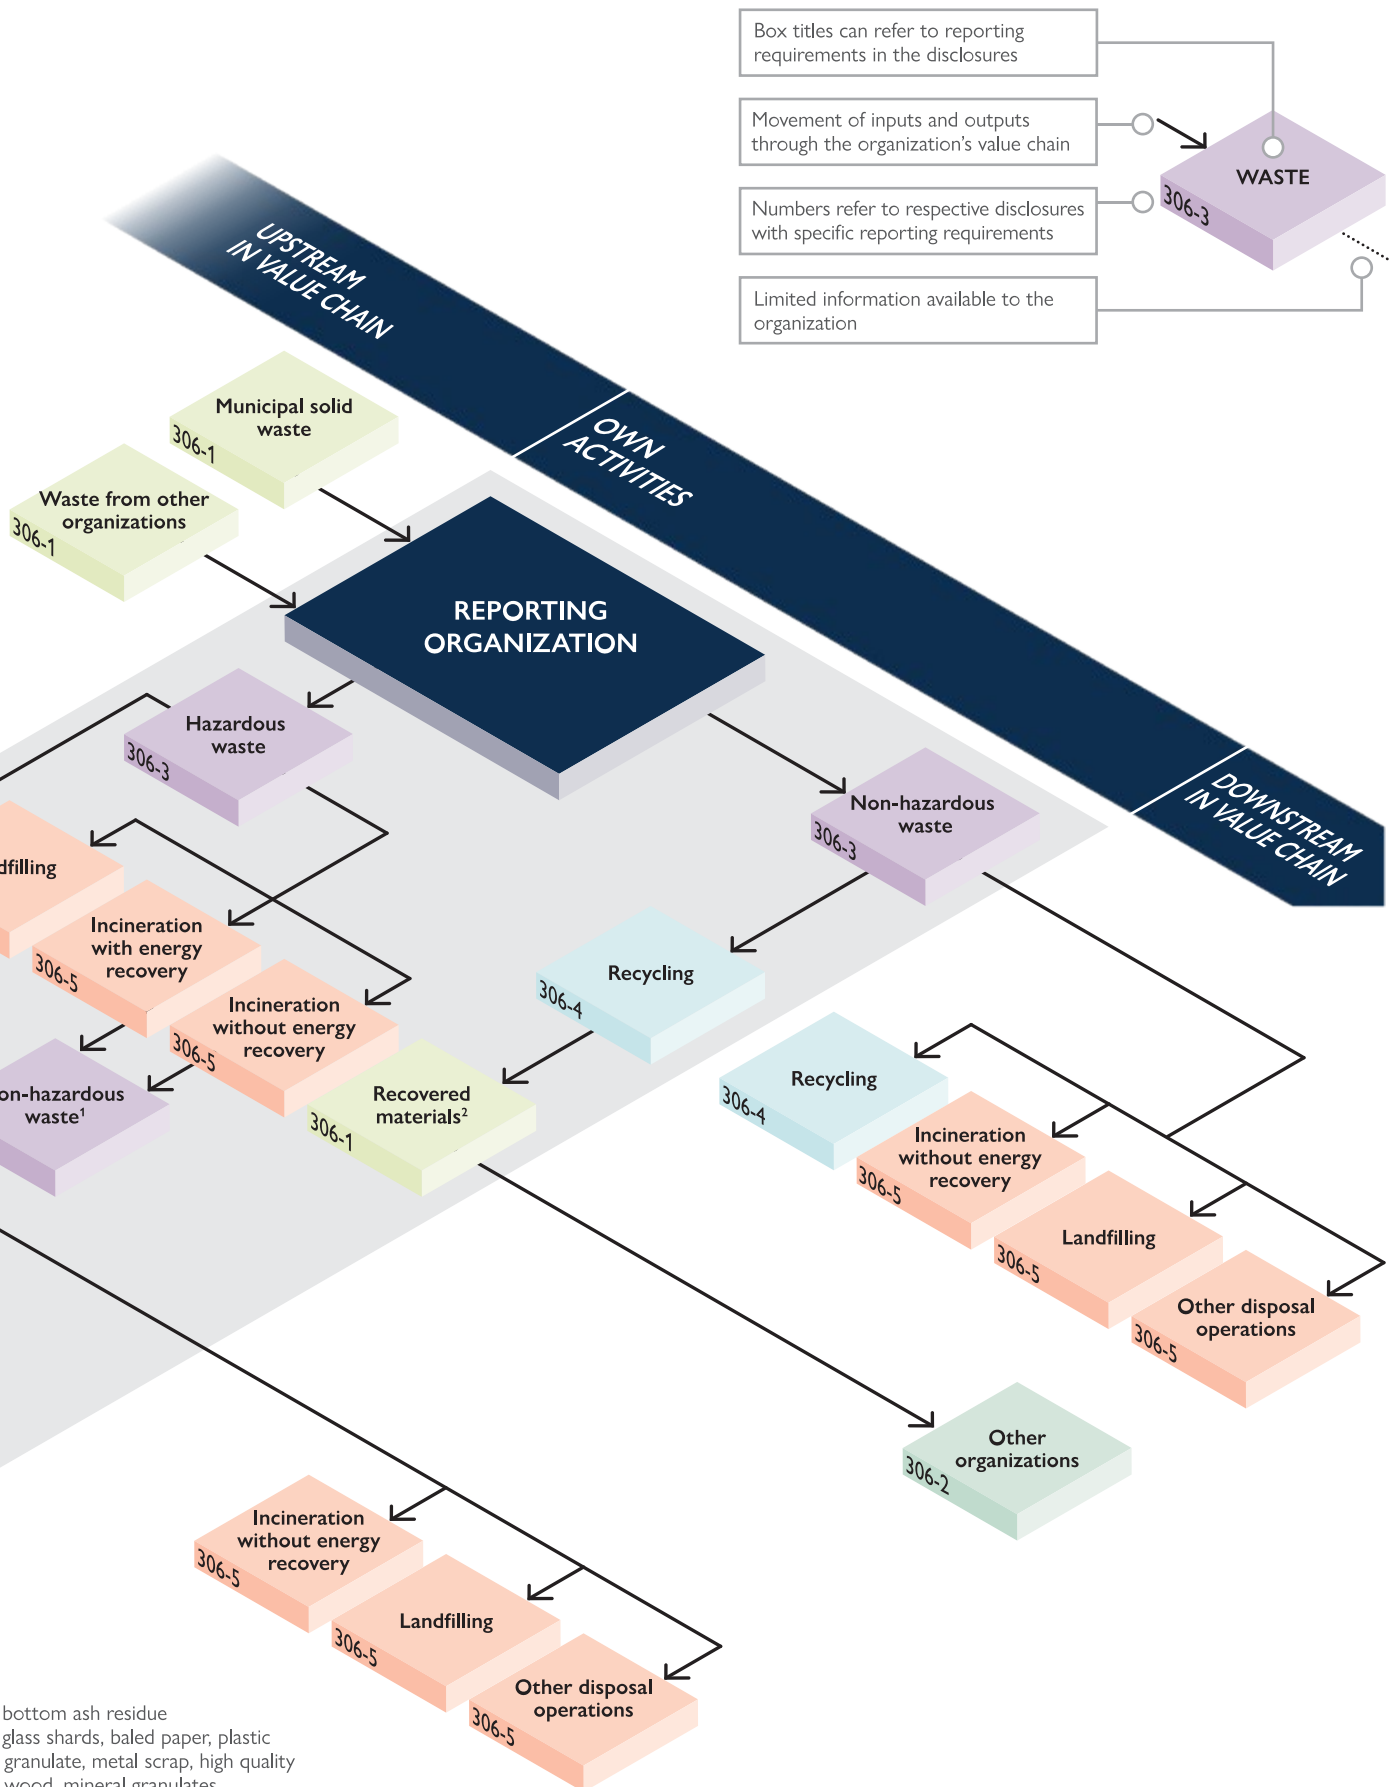 Box titles can refer to reporting
requirements in the disclosures
Movement of inputs and outputs
through the organization's value chain
WASTE
306-3
Numbers refer to respective disclosures
with specific reporting requirements
Limited information available to the
organization
UPSTREAM
IN VALUE CHAIN
OWN
ACTIVITIES
DOWNSTREAM
IN VALUE CHAIN
Municipal solid
waste
306-1
Waste from other
organizations
306-1
REPORTING
ORGANIZATION
Hazardous
waste
306-3
Non-hazardous
waste
306-3
dfilling
Incineration
with energy
recovery
306-5
Incineration
without energy
recovery
306-5
Recycling
306-4
on-hazardous
waste¹
Recovered
materials²
306-1
Recycling
306-4
Incineration
without energy
recovery
306-5
Landfilling
306-5
Other disposal
operations
306-5
Other
organizations
306-2
Incineration
without energy
recovery
306-5
Landfilling
306-5
Other disposal
operations
306-5
bottom ash residue
glass shards, baled paper, plastic
granulate, metal scrap, high quality
wood, mineral granulates